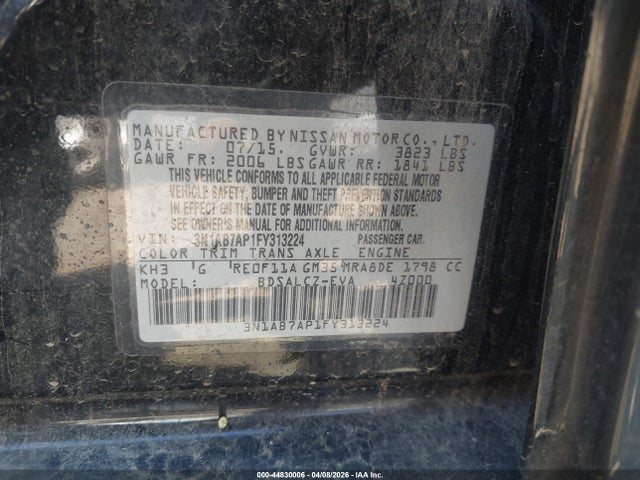 MANUFACTURED BY NISSAN MOTOR CO., LTD.
DATE: 07/15. GVWR: 3823 LBS
GAWR FR: 2006 LBS GAWR RR: 1841 LBS
THIS VEHICLE CONFORMS TO ALL APPLICABLE FEDERAL MOTOR
VEHICLE SAFETY, BUMPER AND THEFT PREVENTION STANDARDS
IN EFFECT ON THE DATE OF MANUFACTURE SHOWN ABOVE.
SEE OWNER'S MANUAL FOR ADDITIONAL INFORMATION.
VIN: 3N1AB7AP1FY313224 PASSENGER CAR.
COLOR TRIM TRANS AXLE ENGINE
KH3 G RE0F11A GM35 MRA8DE 1798 CC
MODEL: BDSALCZ-EVA 47000
3N1AB7AP1FY313224
000-44830006 04/08/2026 IAA Inc.